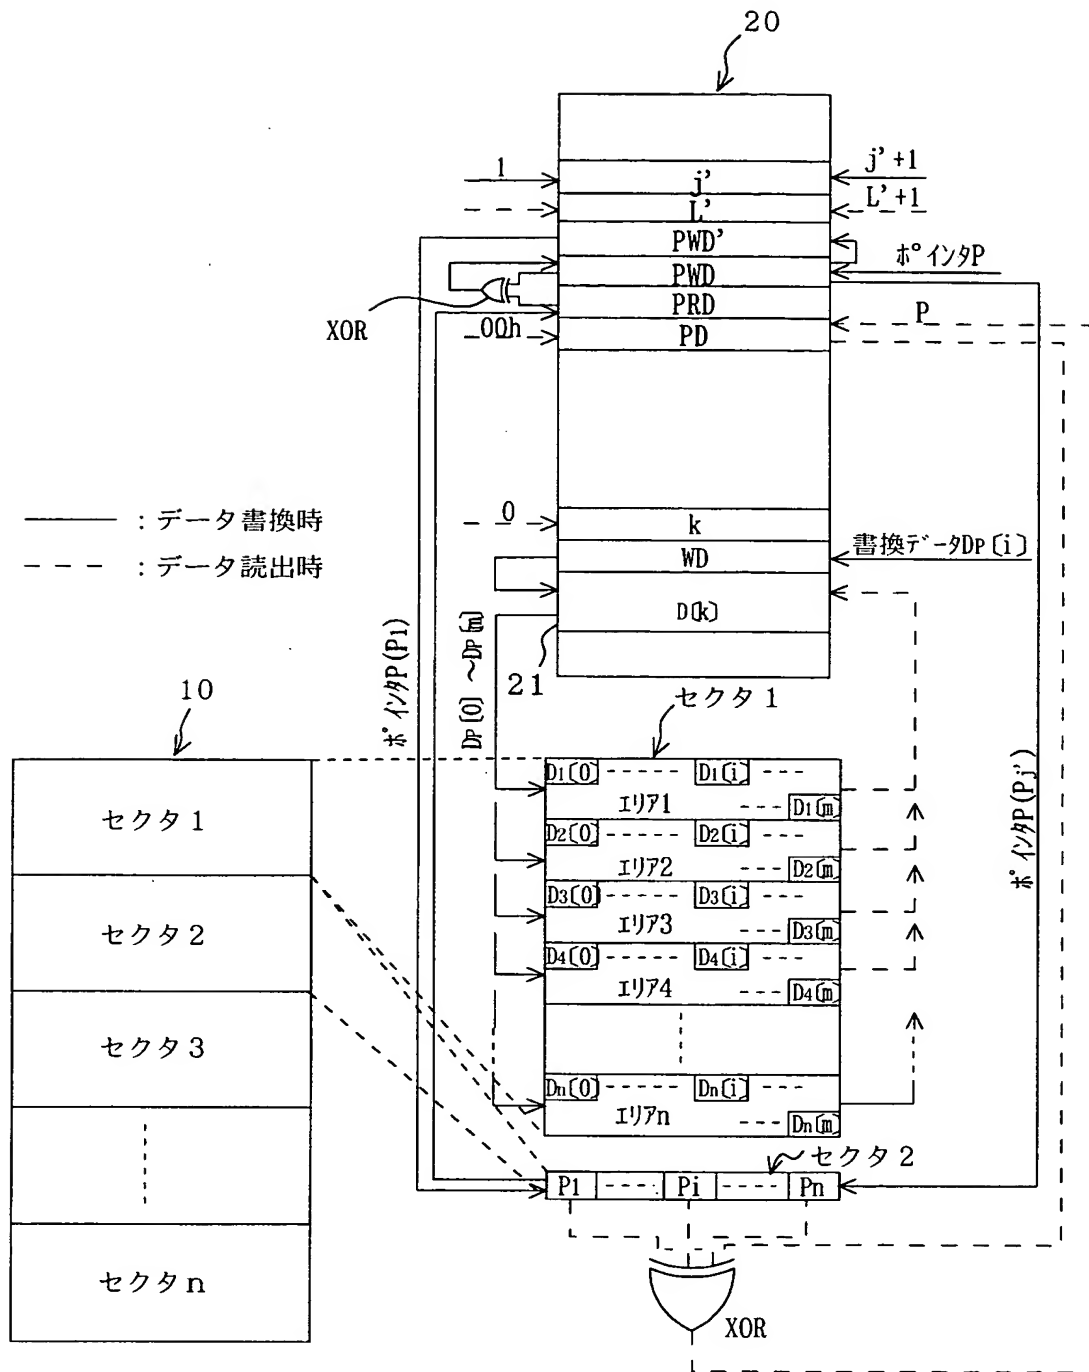 20
1
j'
j'+1
L'
L'+1
PWD'
PWD
ポインタP
XOR
PRD
P
00h
PD
―――― : データ書換時
- - - : データ読出時
0
k
WD
書換データDP[i]
D[k]
21
ポインタP(P1)
DP[0] ～DP[m]
ポインタP(Pj')
10
セクタ1
セクタ2
セクタ3
セクタn
セクタ1
D1[0] ------ D1[i] ---
エリア1 --- D1[m]
D2[0] ------ D2[i] ---
エリア2 --- D2[m]
D3[0] ------ D3[i] ---
エリア3 --- D3[m]
D4[0] ------ D4[i] ---
エリア4 --- D4[m]
Dn[0] ------ Dn[i] ---
エリアn --- Dn[m]
セクタ2
P1 ---- Pi ---- Pn
XOR